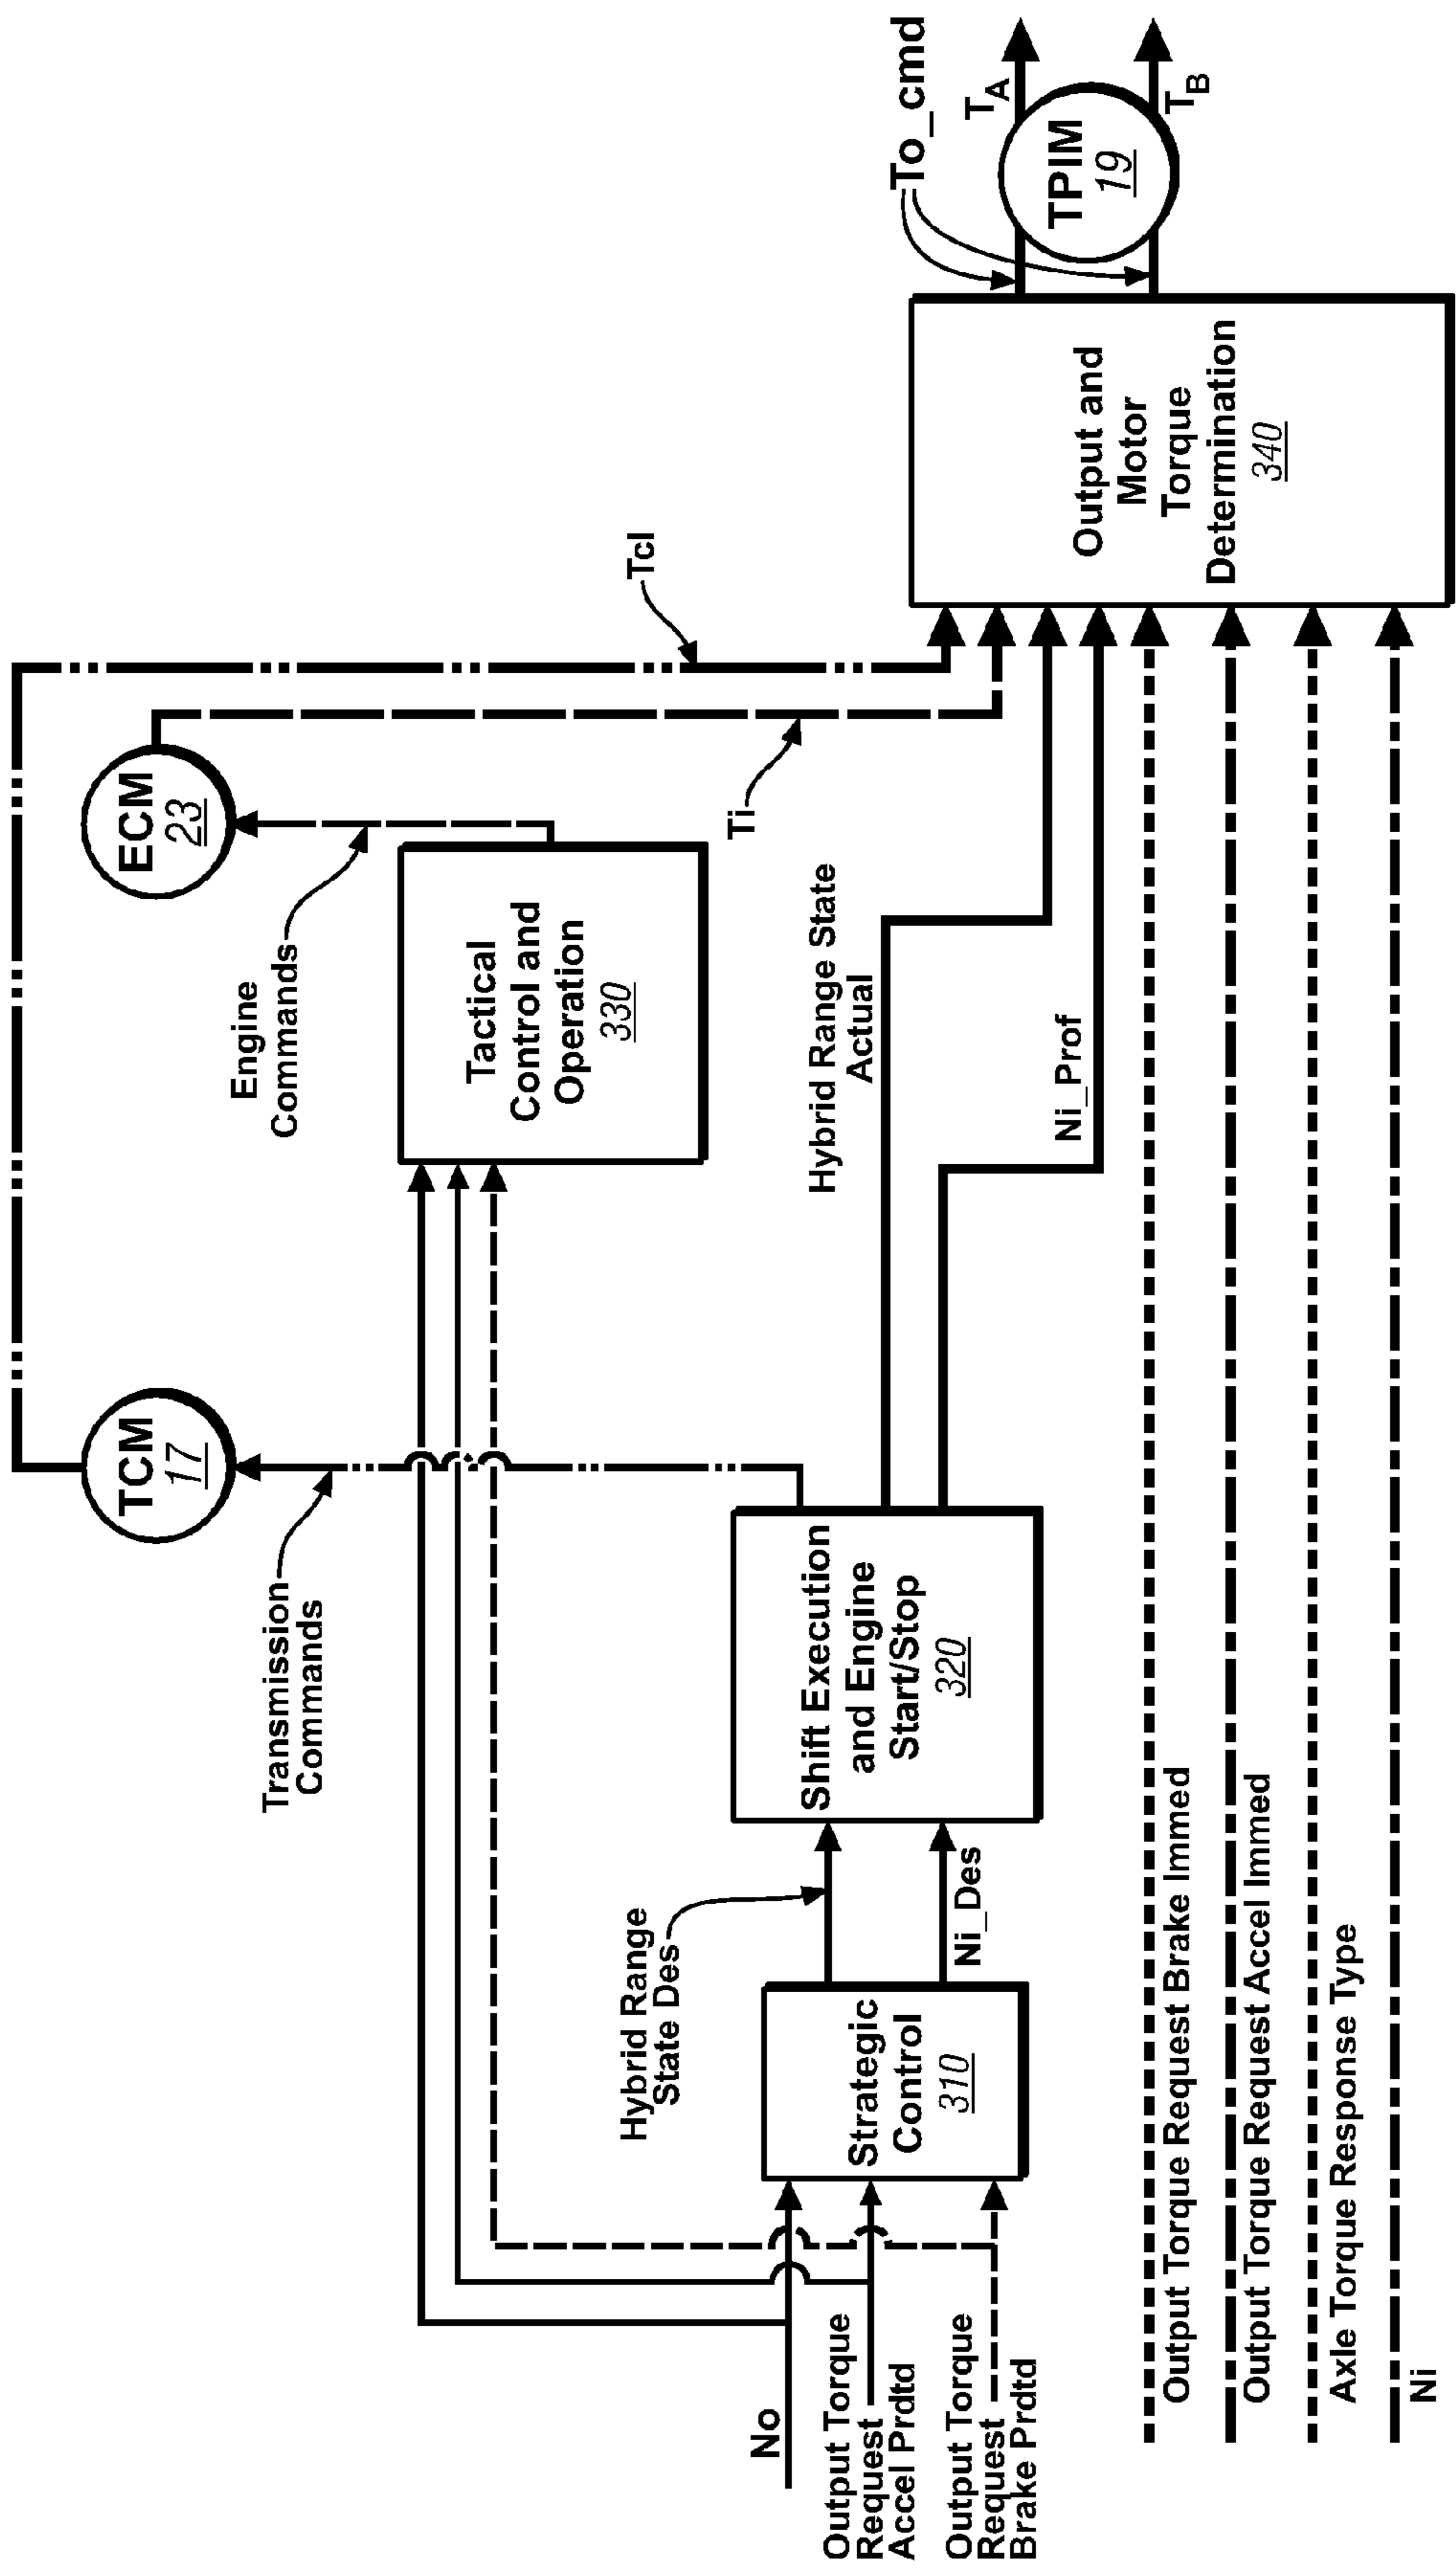 TCM
17
ECM
23
Transmission
Commands
Engine
Commands
Tactical
Control and
Operation
330
Tcl
Ti
Hybrid Range State
Actual
Ni_Prof
Hybrid Range
State Des
Ni_Des
No
Output Torque
Request
Accel Prdtd
Output Torque
Request
Brake Prdtd
Strategic
Control
310
Shift Execution
and Engine
Start/Stop
320
Output Torque Request Brake Immed
Output Torque Request Accel Immed
Axle Torque Response Type
Ni
Output and
Motor
Torque
Determination
340
To_cmd
TPIM
19
TA
TB